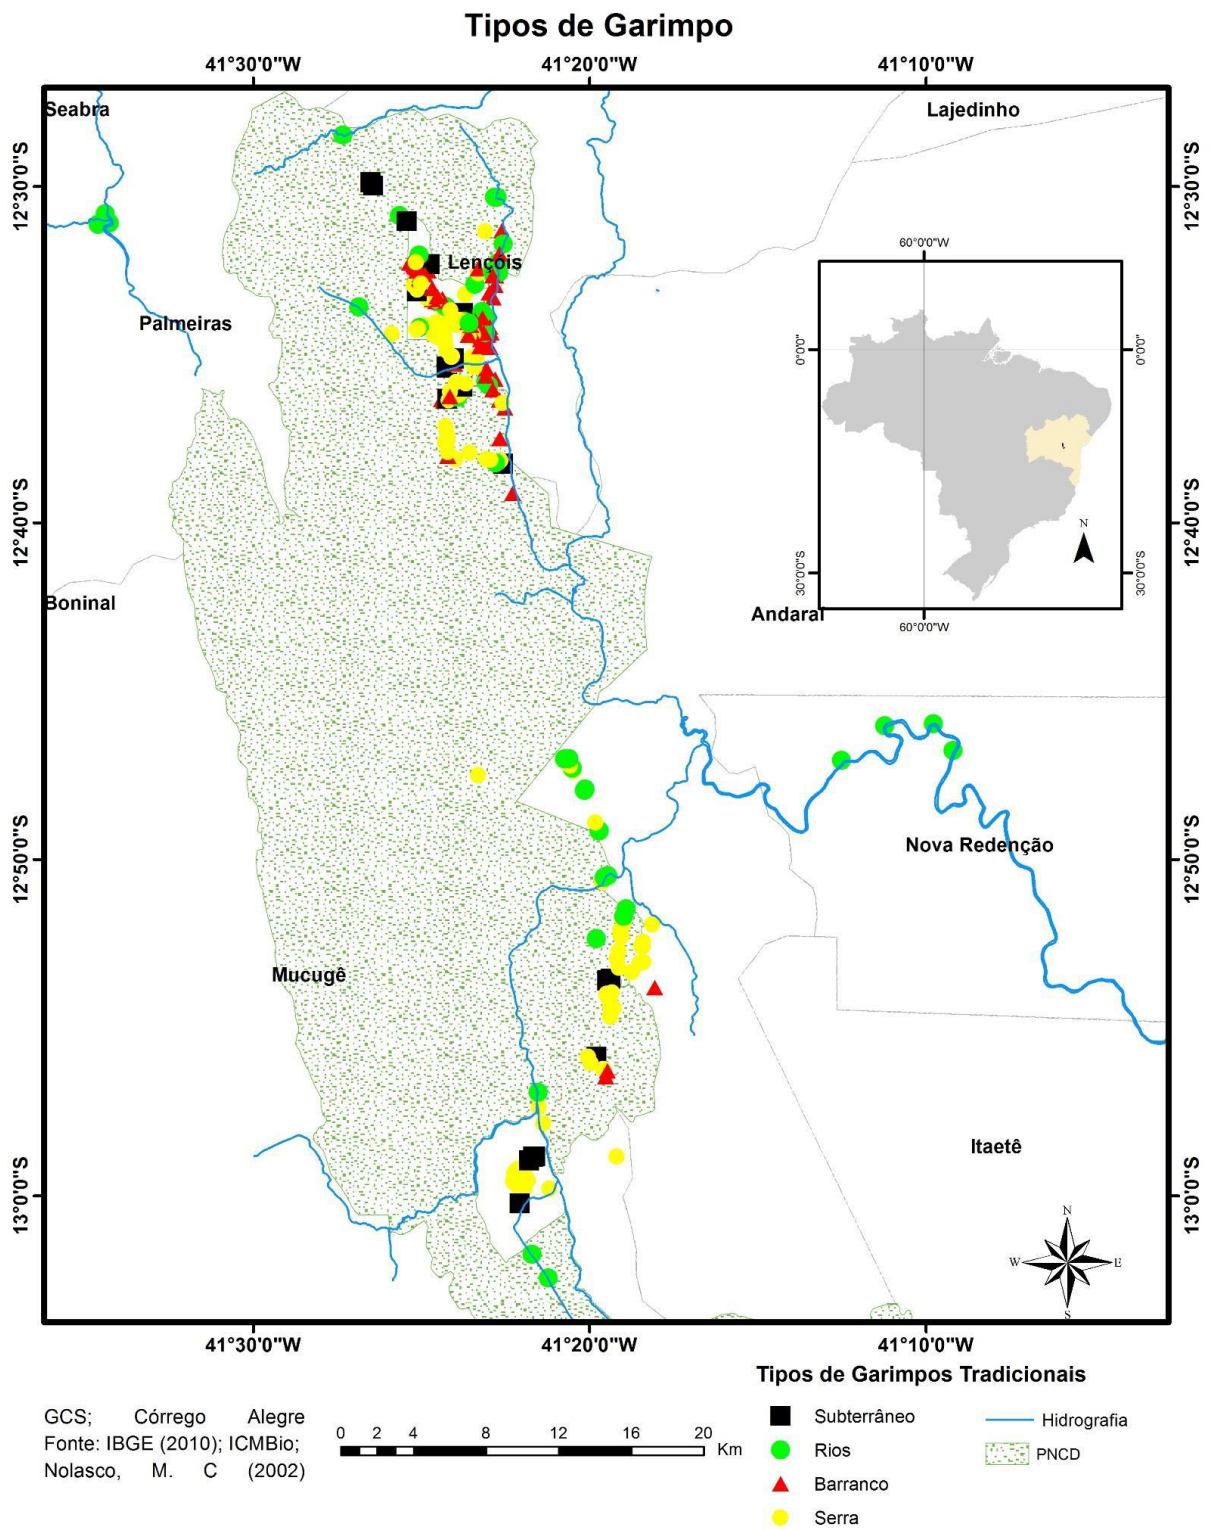 Tipos de Garimpo
41°30'0"W 41°20'0"W 41°10'0"W
Seabra
Lajedinho
12°30'0"S 12°30'0"S
60°0'0"W
Lençois
Palmeiras
0°0'0" 0°0'0"
N
12°40'0"S 12°40'0"S
30°0'0"S 30°0'0"S
Boninal
Andara
60°0'0"W
12°50'0"S 12°50'0"S
Nova Redenção
Mucugê
Itaetê
13°0'0"S 13°0'0"S
N
W E
S
41°30'0"W 41°20'0"W 41°10'0"W
Tipos de Garimpos Tradicionais
GCS; Córrego Alegre
Fonte: IBGE (2010); ICMBio;
Nolasco, M. C (2002)
0 2 4 8 12 16 20
Km
Subterrâneo
Rios
Barranco
Serra
Hidrografia
PNCD